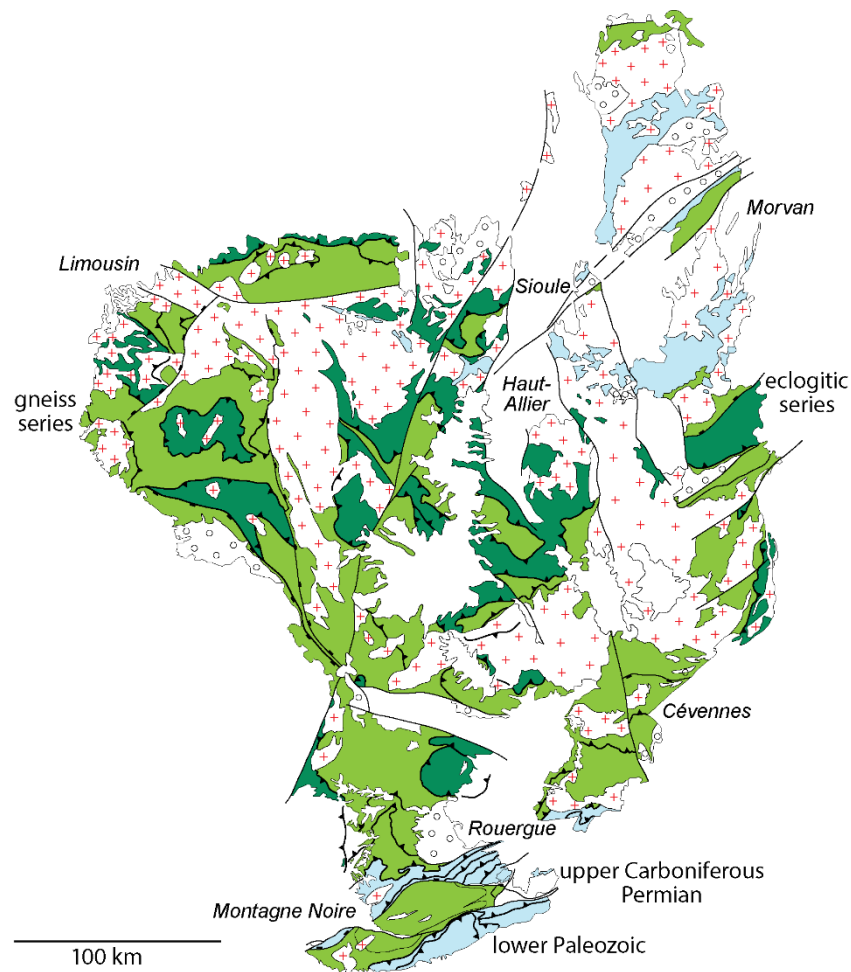 Morvan
Limousin
Sioule
Haut-
Allier
eclogitic
series
gneiss
series
Cévennes
Rouergue
upper Carboniferous
Permian
Montagne Noire
lower Paleozoic
100 km